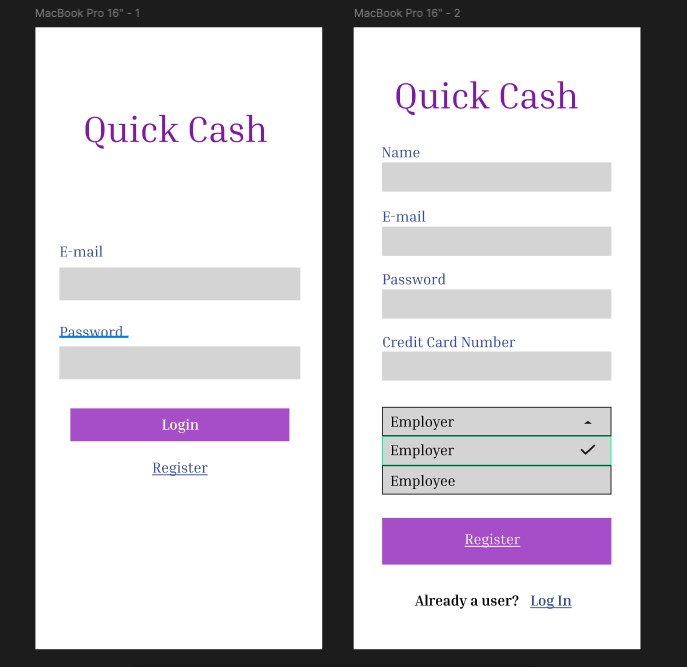 MacBook Pro 16" - 1
Quick Cash
E-mail
Password
Login
Register
MacBook Pro 16" - 2
Quick Cash
Name
E-mail
Password
Credit Card Number
Employer
Employer
Employee
Register
Already a user? Log In